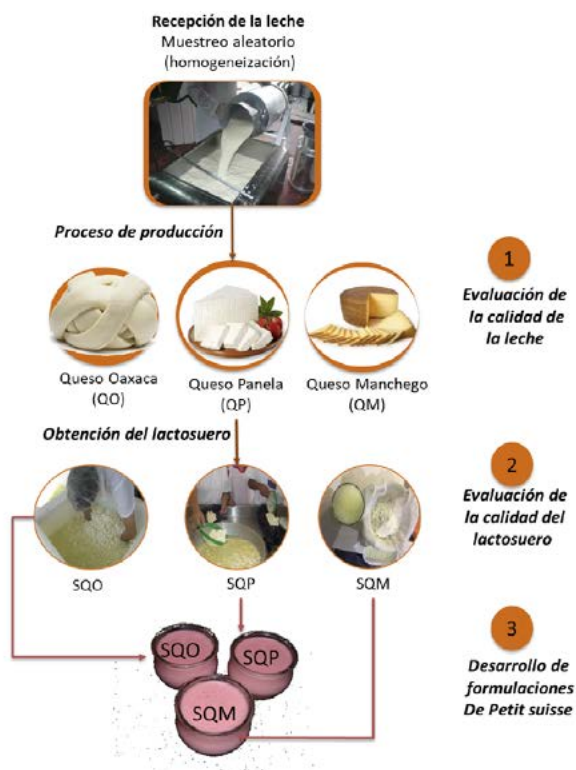 Recepción de la leche
Muestreo aleatorio
(homogeneización)
Proceso de producción
1
Evaluación de
la calidad de
la leche
Queso Oaxaca
(QO)
Queso Panela
(QP)
Queso Manchego
(QM)
Obtención del lactosuero
2
Evaluación de
la calidad del
lactosuero
SQO
SQP
SQM
3
Desarrollo de
formulaciones
De Petit suisse
SQO
SQP
SQM